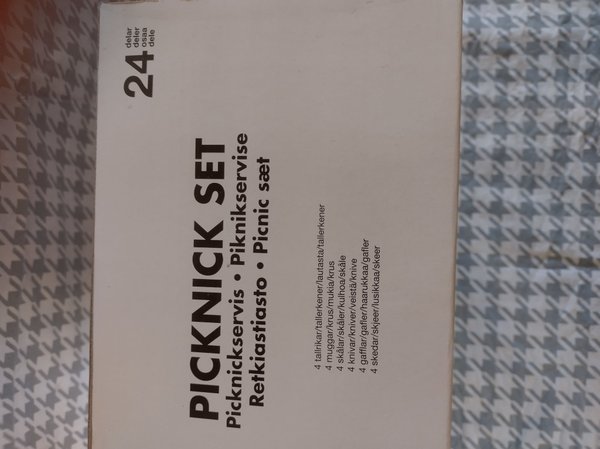 24 delar
deler
osaa
dele
PICKNICK SET
Picknickservis • Piknikservise
Retkiastiasto • Picnic sæt
4 tallrikar/tallerkener/lautasta/tallerkener
4 muggar/krus/mukia/krus
4 skålar/skåler/kulhoa/skåle
4 knivar/kniver/veistä/knive
4 gafflar/gafler/haarukkaa/gafler
4 skedar/skjeer/lusikkaa/skeer